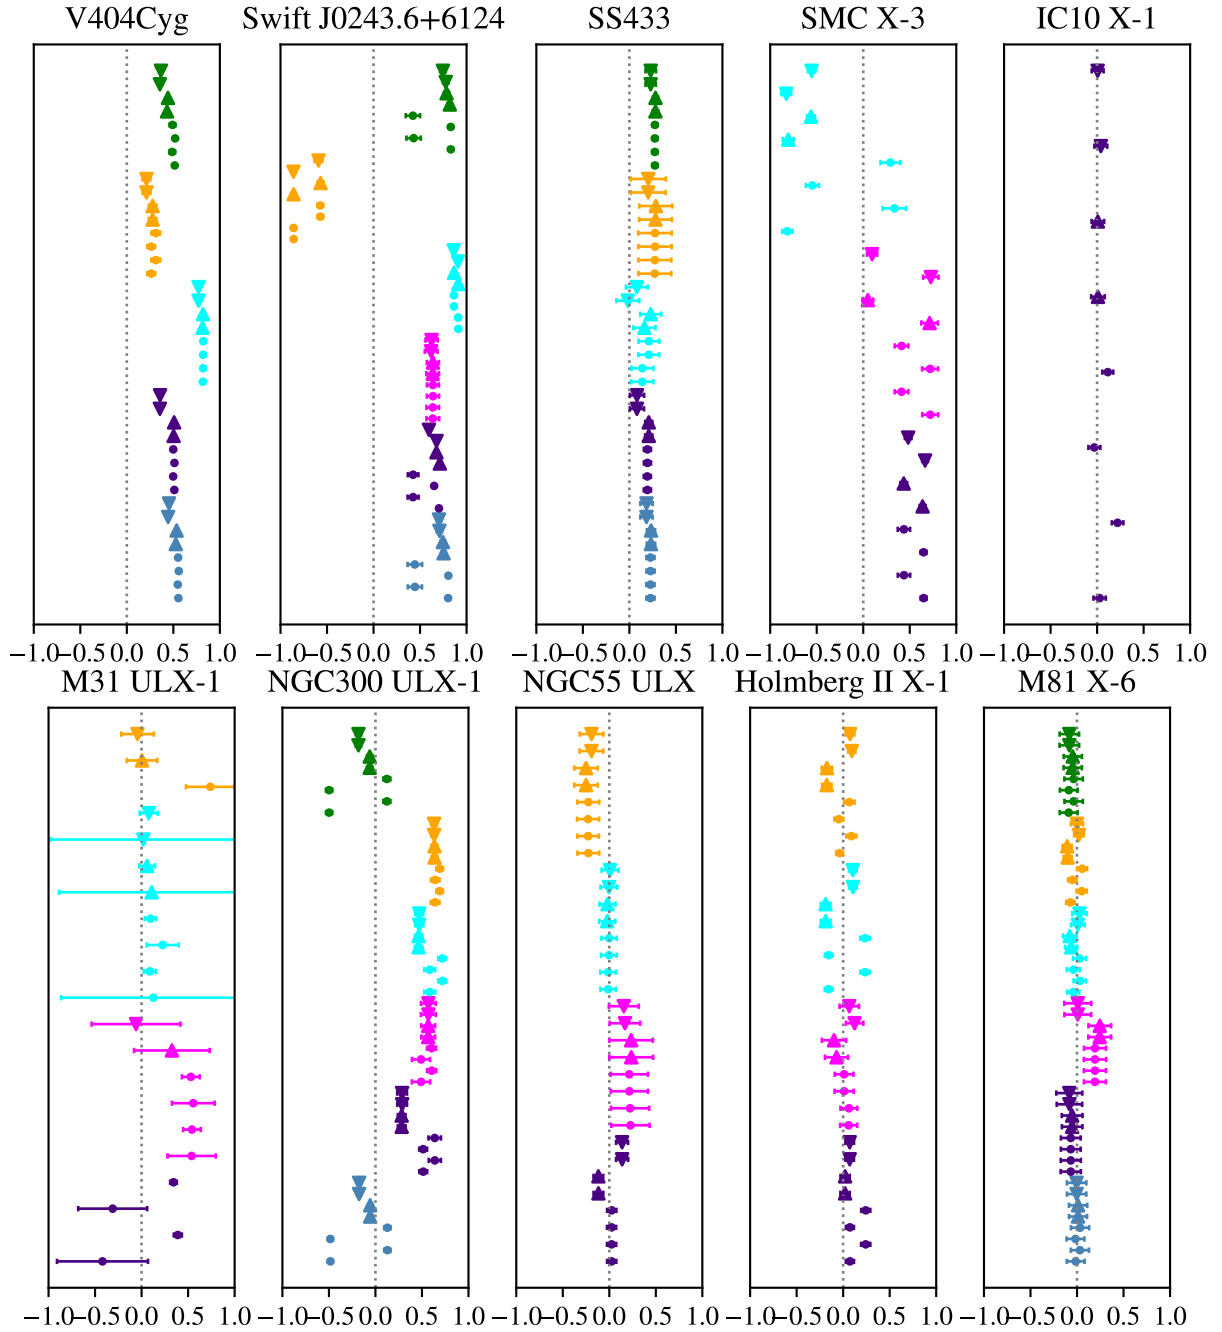 V404Cyg Swift J0243.6+6124 SS433 SMC X-3 IC10 X-1
−1.0 −0.5 0.0 0.5 1.0 −1.0 −0.5 0.0 0.5 1.0 −1.0 −0.5 0.0 0.5 1.0 −1.0 −0.5 0.0 0.5 1.0 −1.0 −0.5 0.0 0.5 1.0
M31 ULX-1 NGC300 ULX-1 NGC55 ULX Holmberg II X-1 M81 X-6
−1.0 −0.5 0.0 0.5 1.0 −1.0 −0.5 0.0 0.5 1.0 −1.0 −0.5 0.0 0.5 1.0 −1.0 −0.5 0.0 0.5 1.0 −1.0 −0.5 0.0 0.5 1.0